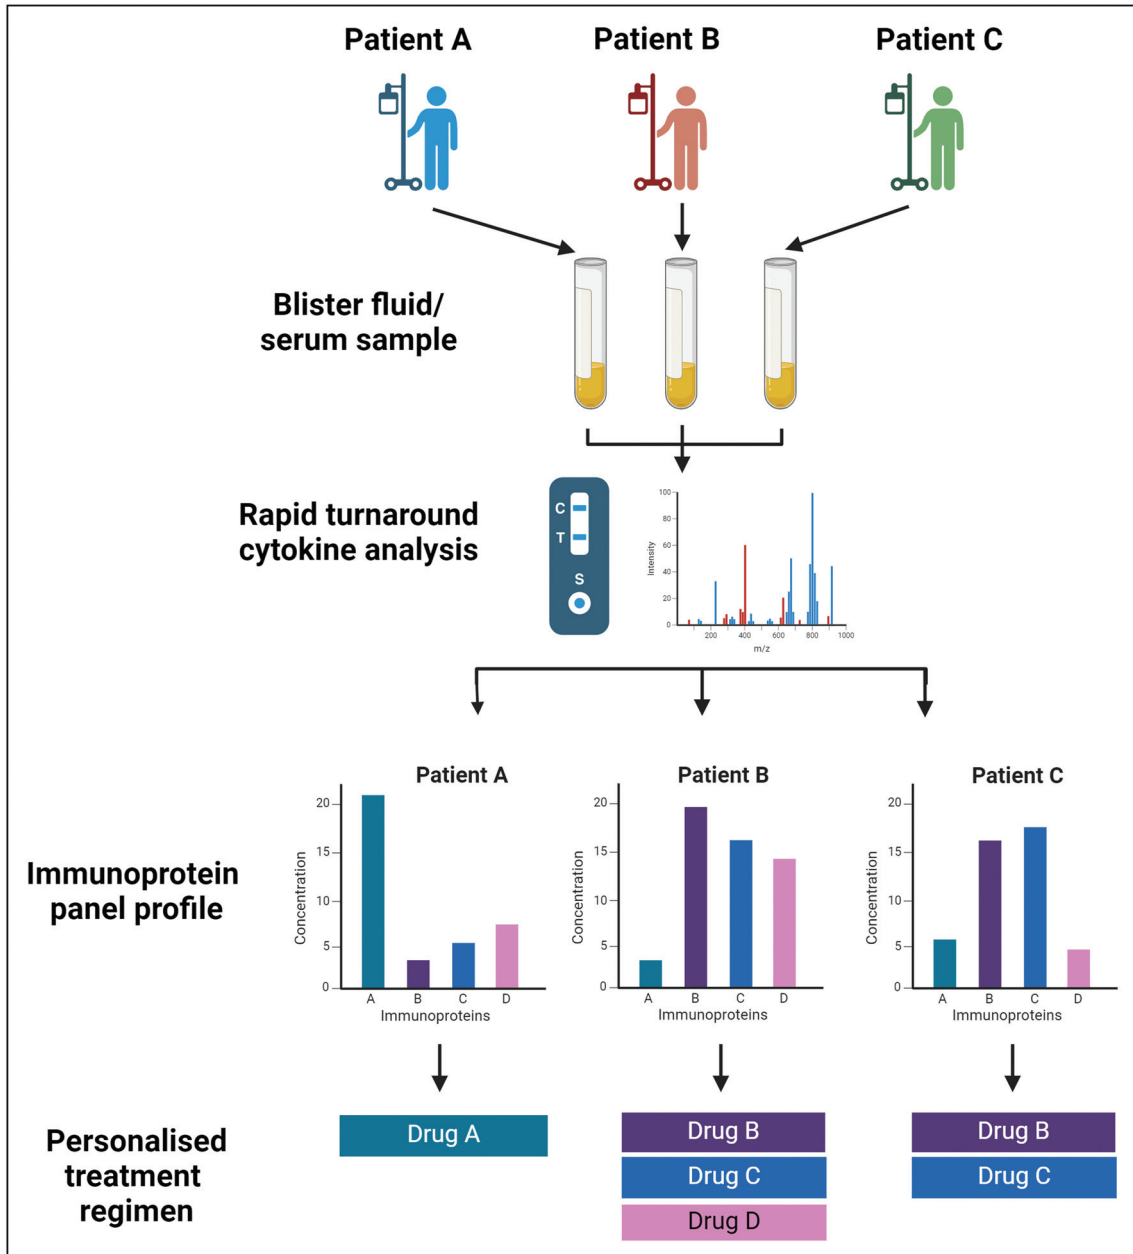 Patient A
Patient B
Patient C
Blister fluid/
serum sample
Rapid turnaround
cytokine analysis
C
T
S
100
80
60
40
20
0
Intensity
200
400
600
800
1000
m/z
Immunoprotein
panel profile
Patient A
20
15
10
5
0
Concentration
A
B
C
D
Immunoproteins
Patient B
20
15
10
5
0
Concentration
A
B
C
D
Immunoproteins
Patient C
20
15
10
5
0
Concentration
A
B
C
D
Immunoproteins
Personalised
treatment
regimen
Drug A
Drug B
Drug C
Drug D
Drug B
Drug C